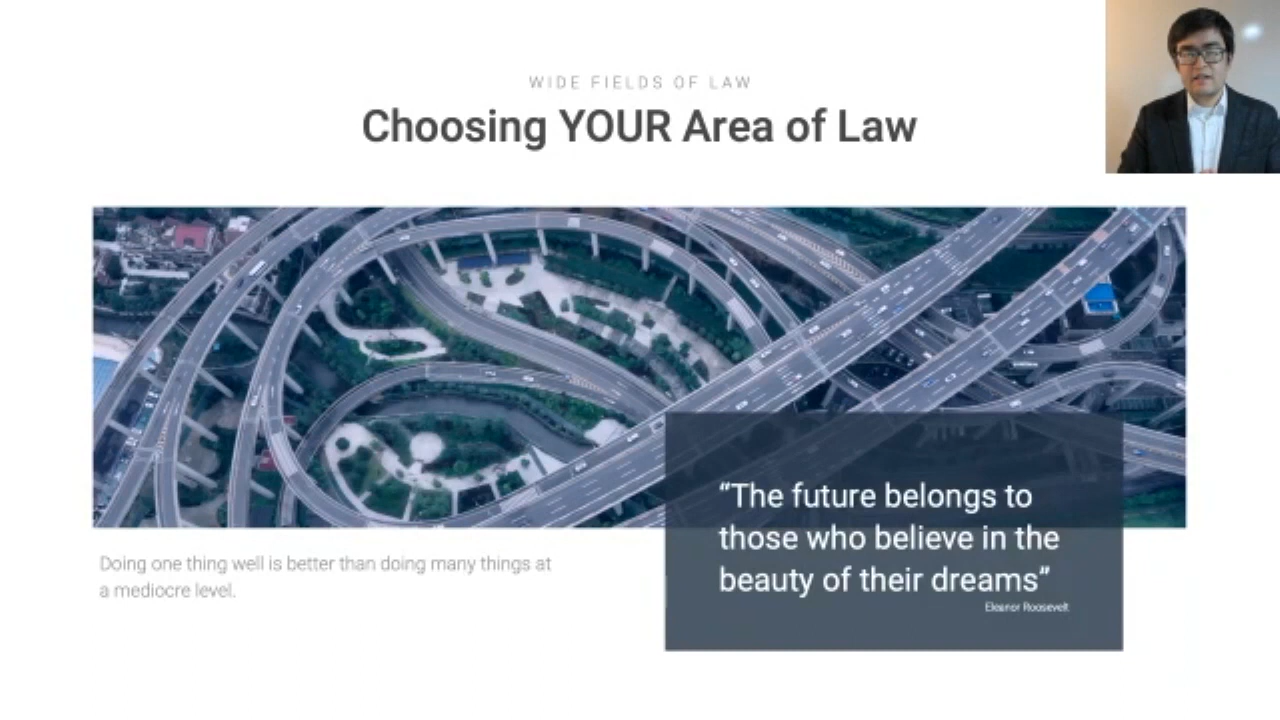 WIDE FIELDS OF LAW
Choosing YOUR Area of Law
“The future belongs to
those who believe in the
beauty of their dreams”
Eleanor Roosevelt
Doing one thing well is better than doing many things at
a mediocre level.